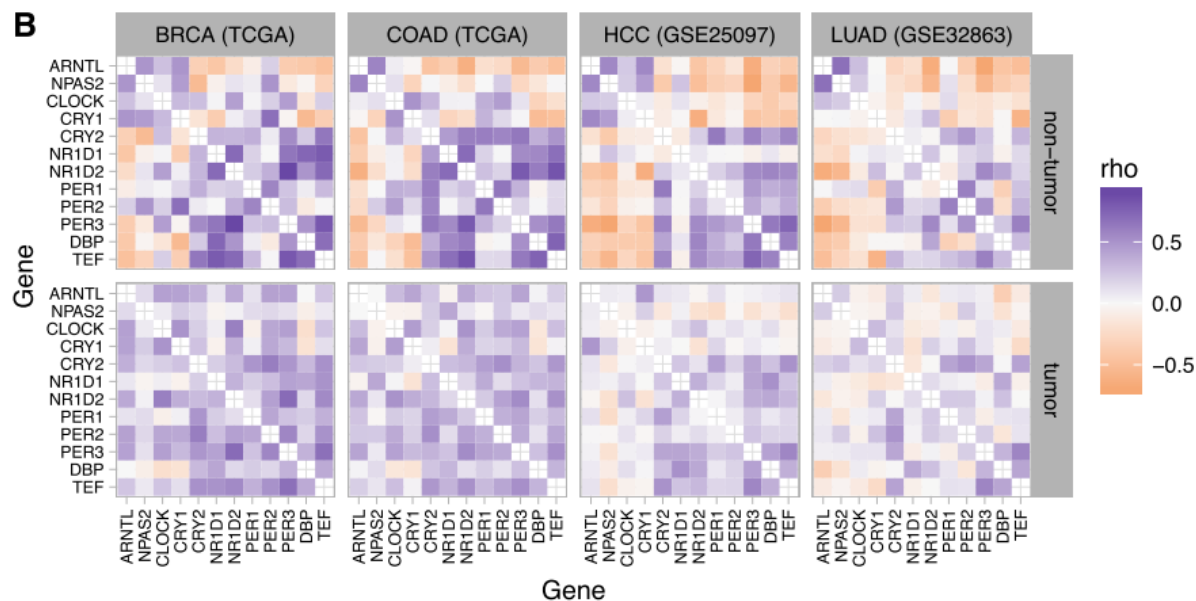 B
BRCA (TCGA)
COAD (TCGA)
HCC (GSE25097)
LUAD (GSE32863)
ARNTL
NPAS2
CLOCK
CRY1
CRY2
NR1D1
NR1D2
PER1
PER2
PER3
DBP
TEF
non−tumor
Gene
ARNTL
NPAS2
CLOCK
CRY1
CRY2
NR1D1
NR1D2
PER1
PER2
PER3
DBP
TEF
tumor
ARNTL
NPAS2
CLOCK
CRY1
CRY2
NR1D1
NR1D2
PER1
PER2
PER3
DBP
TEF
ARNTL
NPAS2
CLOCK
CRY1
CRY2
NR1D1
NR1D2
PER1
PER2
PER3
DBP
TEF
ARNTL
NPAS2
CLOCK
CRY1
CRY2
NR1D1
NR1D2
PER1
PER2
PER3
DBP
TEF
ARNTL
NPAS2
CLOCK
CRY1
CRY2
NR1D1
NR1D2
PER1
PER2
PER3
DBP
TEF
Gene
rho
0.5
0.0
−0.5